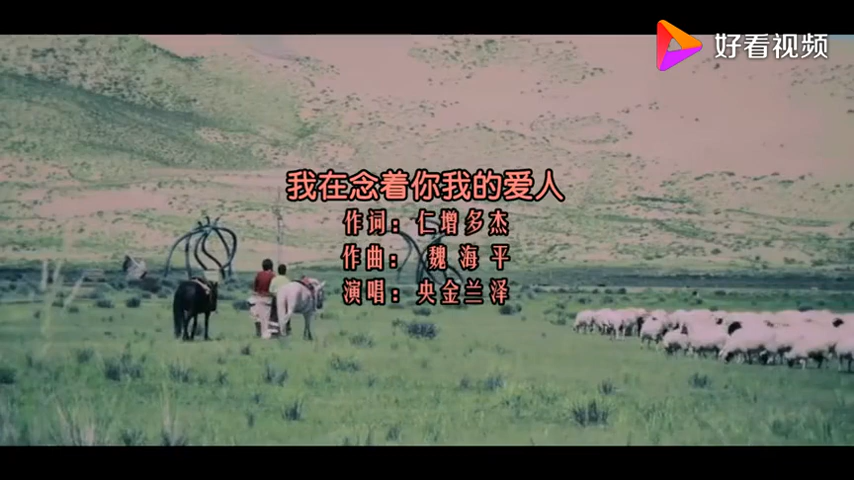 好看视频
我在念着你我的爱人
作词：仁增多杰
作曲： 魏 海 平
演唱：央金兰泽